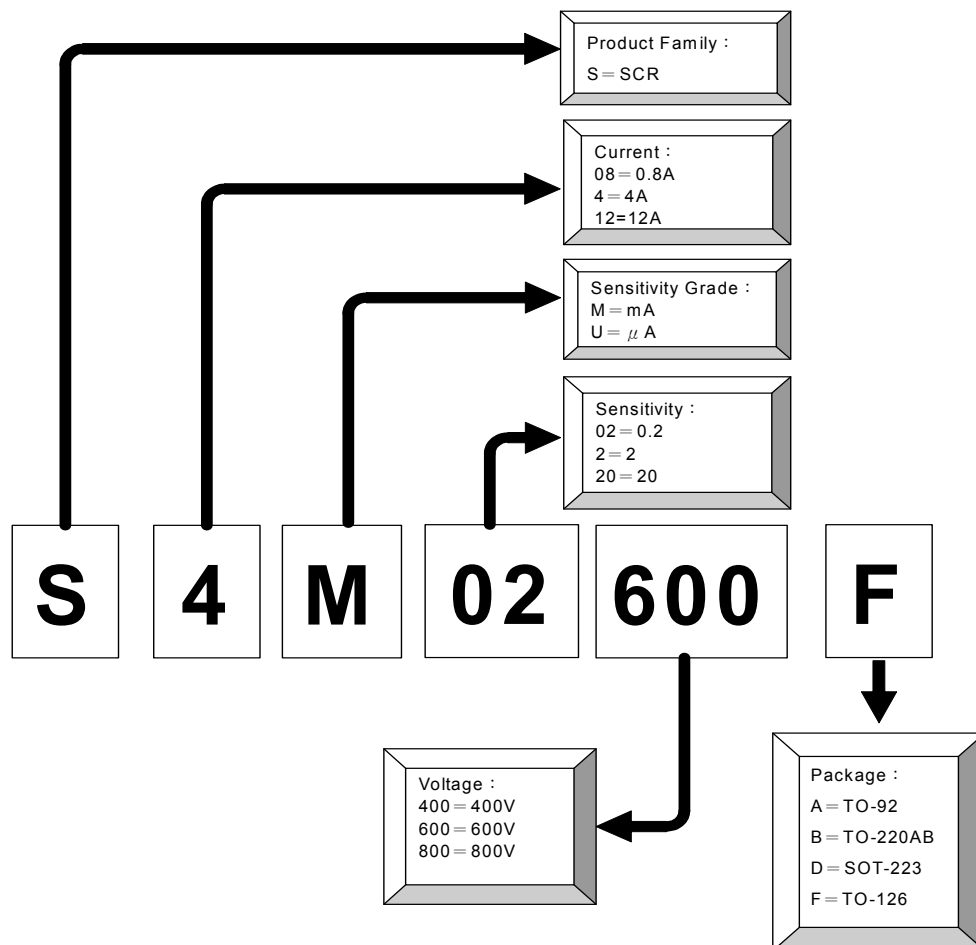 Product Family：
S＝SCR
Current：
08＝0.8A
4＝4A
12=12A
Sensitivity Grade：
M＝mA
U＝μ A
Sensitivity：
02＝0.2
2＝2
20＝20
S 4 M 02 600 F
Voltage：
400＝400V
600＝600V
800＝800V
Package：
A＝TO-92
B＝TO-220AB
D＝SOT-223
F＝TO-126